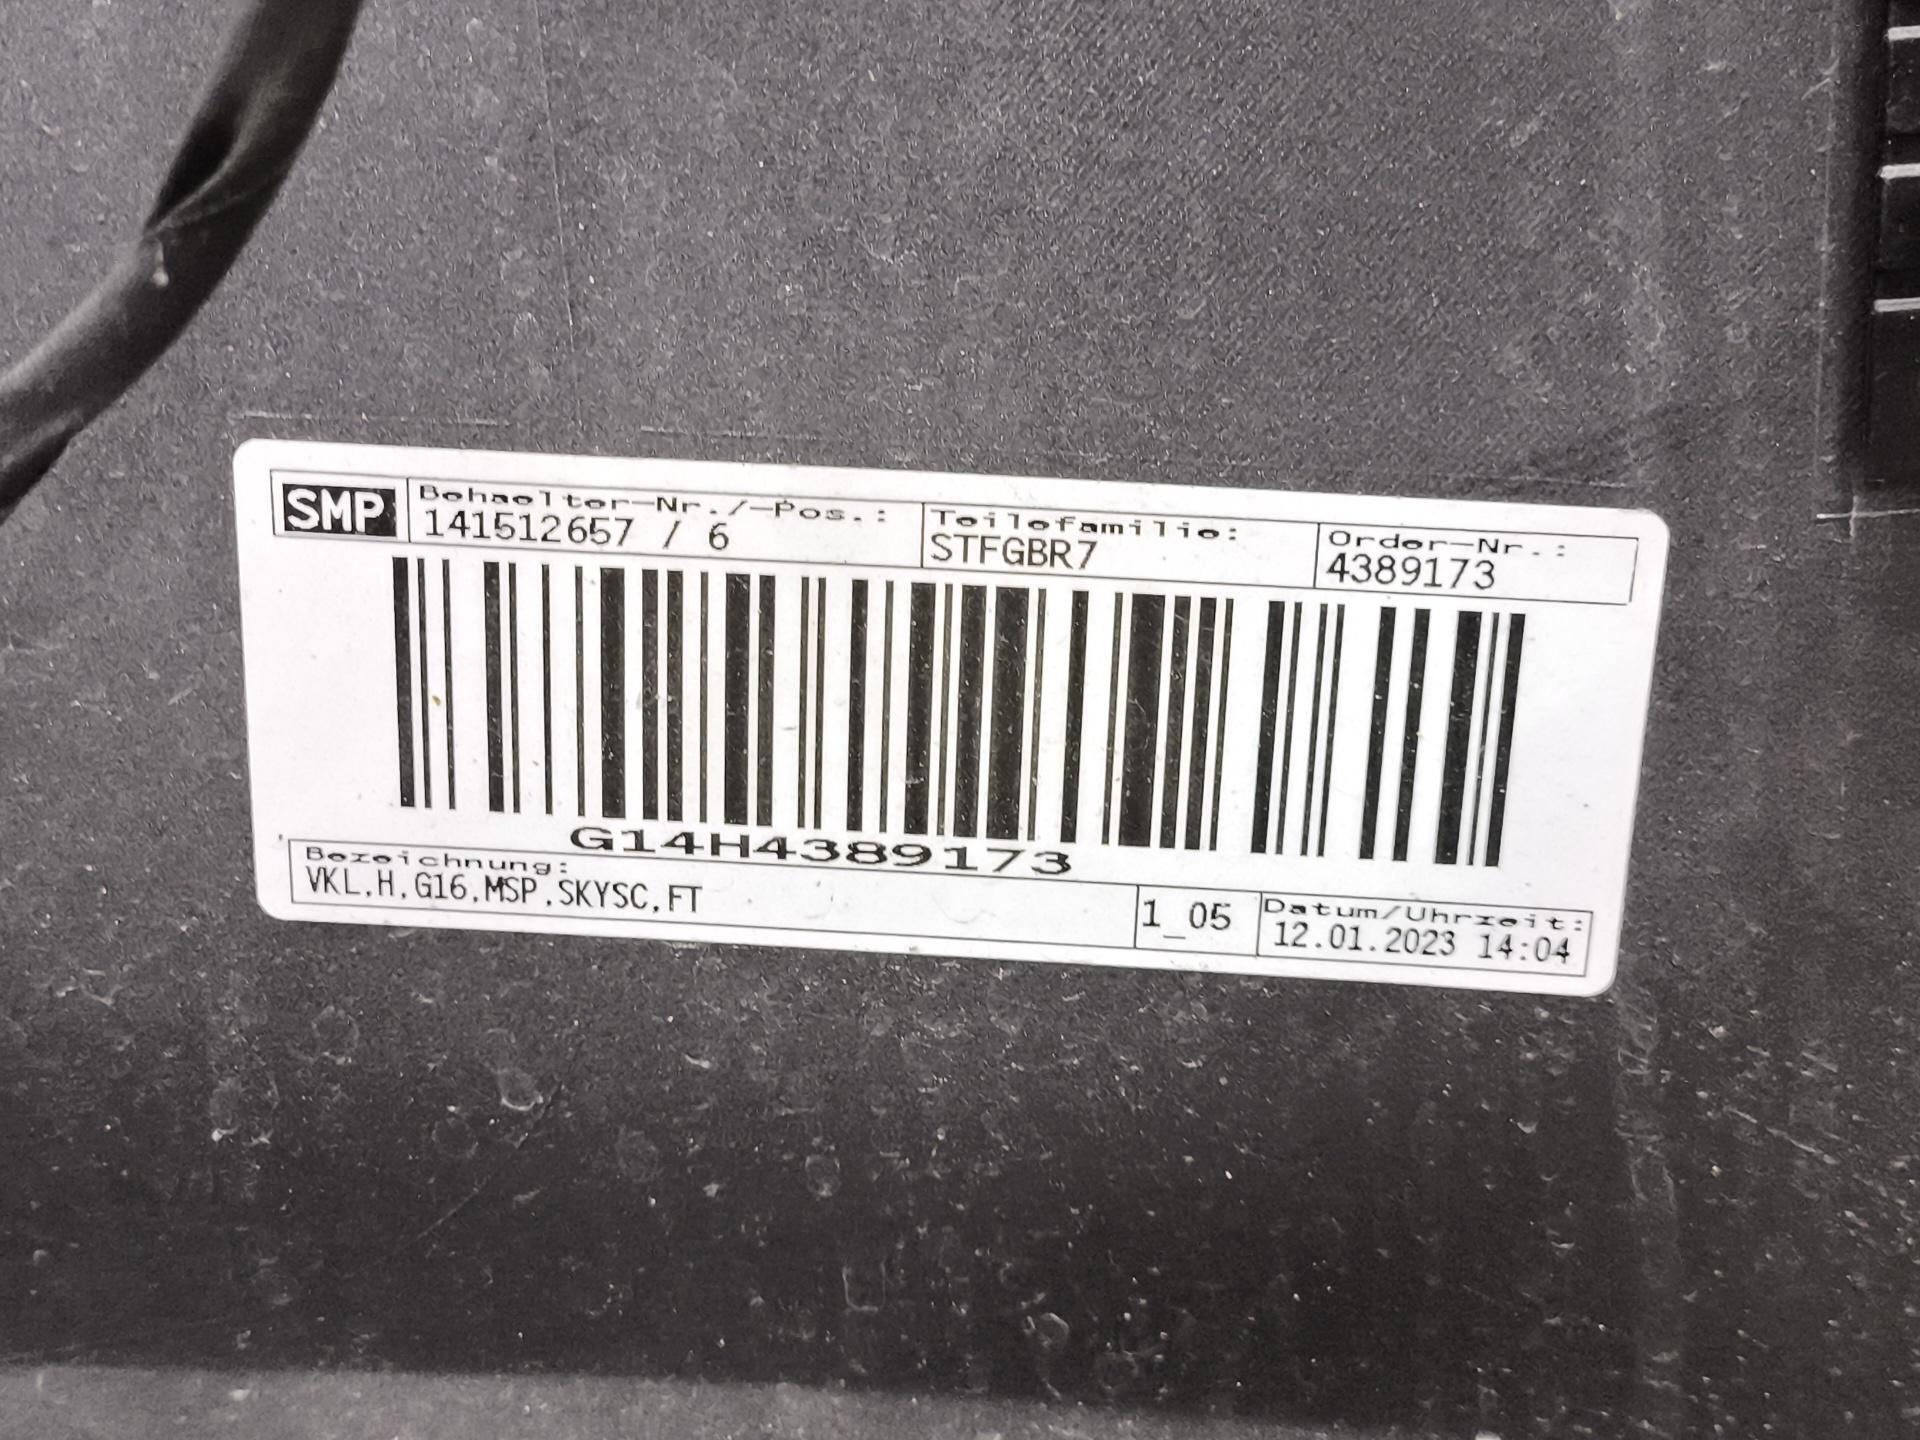 SMP
Behaelter-Nr./-Pos.:
141512657 / 6
Teilefamilie:
STFGBR7
Order-Nr.:
4389173
G14H4389173
Bezeichnung:
VKL,H,G16,MSP,SKYSC,FT
1_05
Datum/Uhrzeit:
12.01.2023 14:04